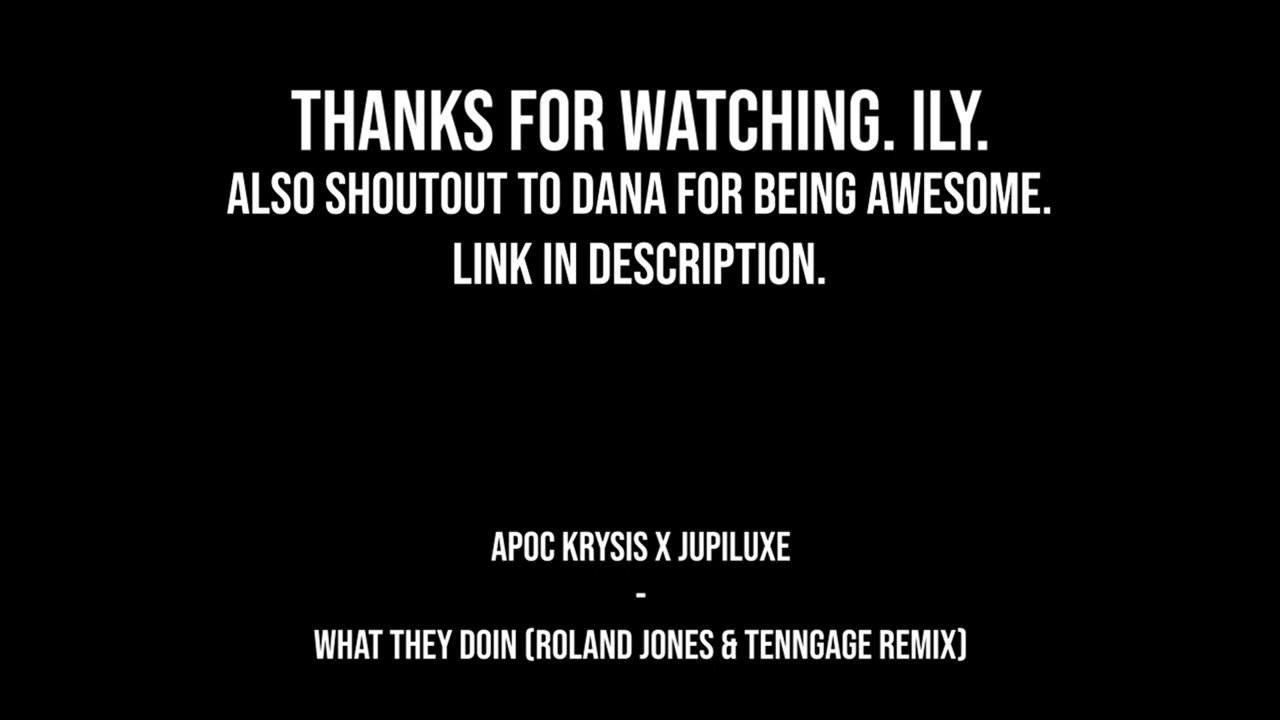 THANKS FOR WATCHING. ILY.
ALSO SHOUTOUT TO DANA FOR BEING AWESOME.
LINK IN DESCRIPTION.
APOC KRYSIS X JUPILUXE
-
WHAT THEY DOIN (ROLAND JONES & TENNGAGE REMIX)